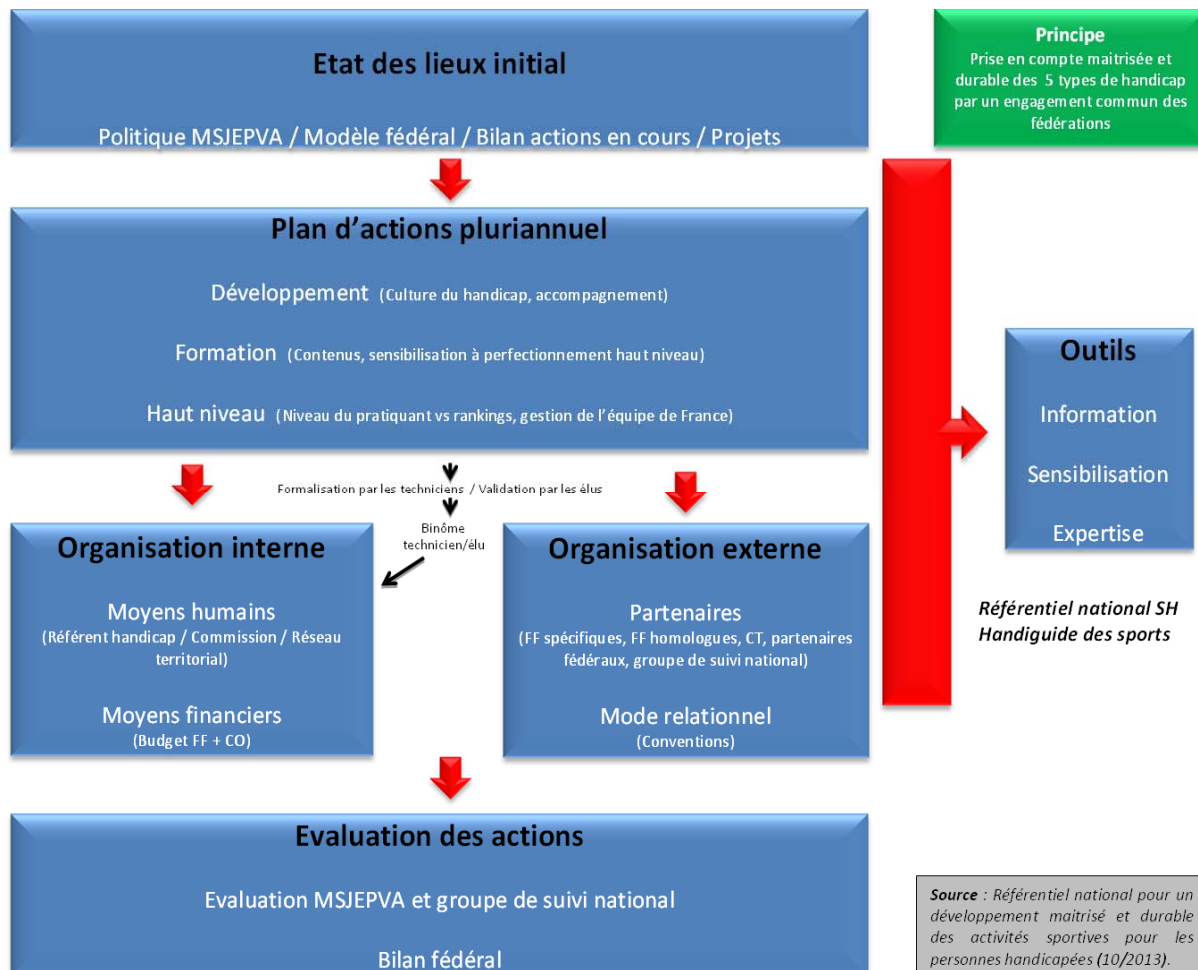 Etat des lieux initial
Politique MSJEPVA / Modèle fédéral / Bilan actions en cours / Projets
Principe
Prise en compte maitrisée et
durable des 5 types de handicap
par un engagement commun des
fédérations
Plan d’actions pluriannuel
Développement (Culture du handicap, accompagnement)
Formation (Contenus, sensibilisation à perfectionnement haut niveau)
Haut niveau (Niveau du pratiquant vs rankings, gestion de l’équipe de France)
Formalisation par les techniciens / Validation par les élus
Binôme
technicien/élu
Organisation interne
Moyens humains
(Référent handicap / Commission / Réseau
territorial)
Moyens financiers
(Budget FF + CO)
Organisation externe
Partenaires
(FF spécifiques, FF homologues, CT, partenaires
fédéraux, groupe de suivi national)
Mode relationnel
(Conventions)
Outils
Information
Sensibilisation
Expertise
Référentiel national SH
Handiguide des sports
Evaluation des actions
Evaluation MSJEPVA et groupe de suivi national
Bilan fédéral
Source : Référentiel national pour un
développement maitrisé et durable
des activités sportives pour les
personnes handicapées (10/2013).